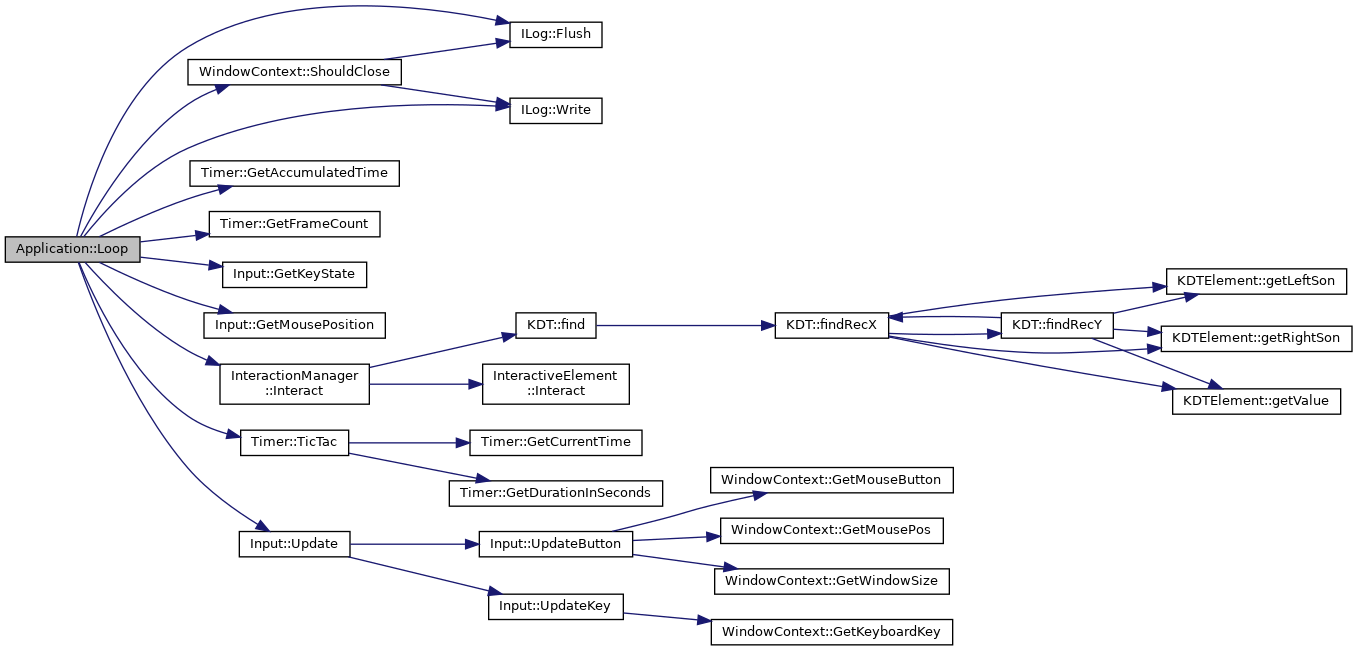 Application::Loop
ILog::Flush
WindowContext::ShouldClose
ILog::Write
Timer::GetAccumulatedTime
Timer::GetFrameCount
Input::GetKeyState
Input::GetMousePosition
InteractionManager
::Interact
KDT::find
InteractiveElement
::Interact
KDT::findRecX
KDT::findRecY
KDTElement::getLeftSon
KDTElement::getRightSon
KDTElement::getValue
Timer::TicTac
Timer::GetCurrentTime
Timer::GetDurationInSeconds
Input::Update
Input::UpdateButton
WindowContext::GetMouseButton
WindowContext::GetMousePos
WindowContext::GetWindowSize
Input::UpdateKey
WindowContext::GetKeyboardKey